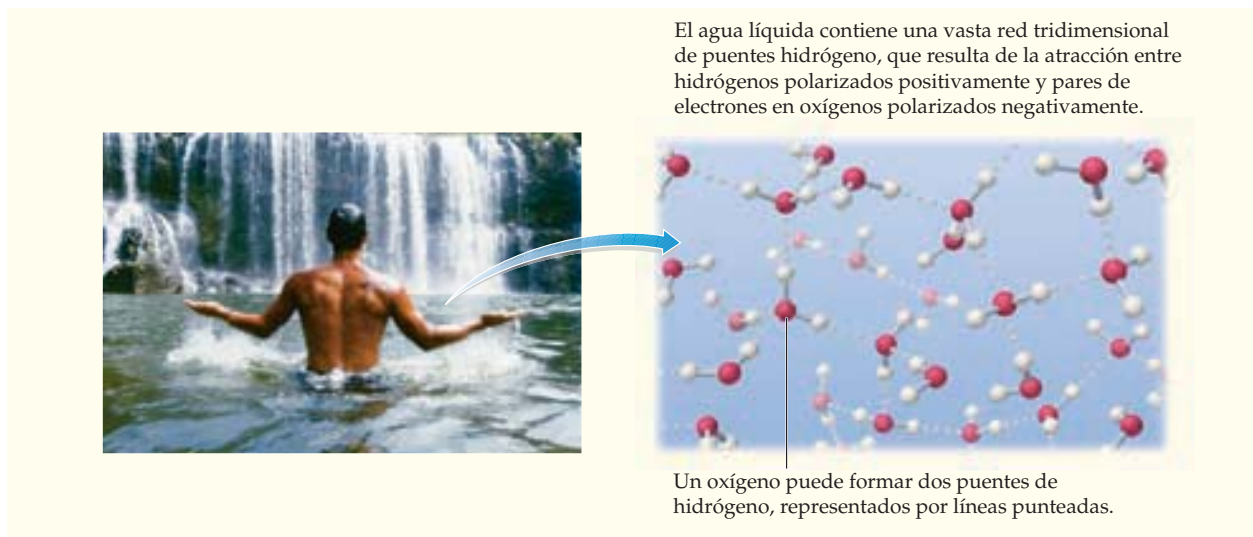 El agua líquida contiene una vasta red tridimensional
de puentes hidrógeno, que resulta de la atracción entre
hidrógenos polarizados positivamente y pares de
electrones en oxígenos polarizados negativamente.
Un oxígeno puede formar dos puentes de
hidrógeno, representados por líneas punteadas.